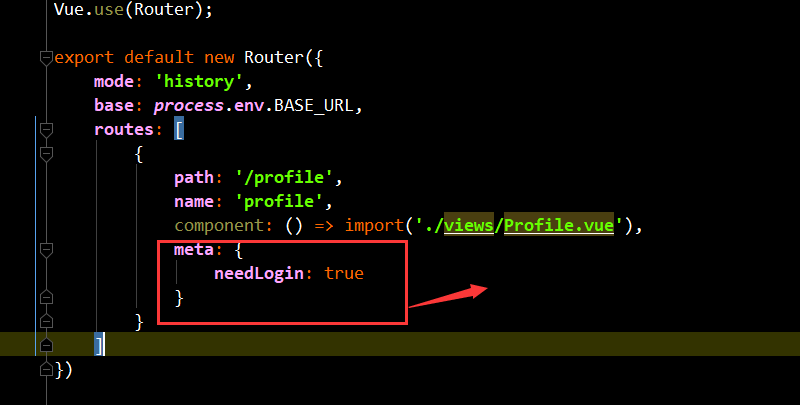 Vue.use(Router);
export default new Router({
mode: 'history',
base: process.env.BASE_URL,
routes: [
{
path: '/profile',
name: 'profile',
component: () => import('./views/Profile.vue'),
meta: {
needLogin: true
}
}
]
})